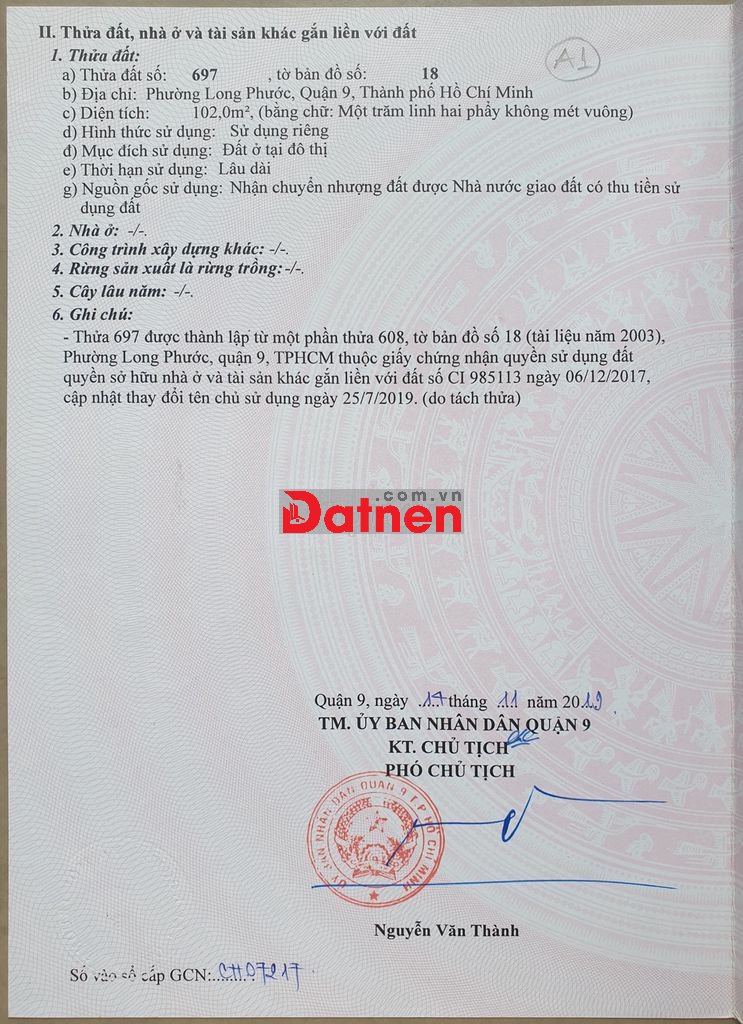 II. Thửa đất, nhà ở và tài sản khác gắn liền với đất
A1
1. Thửa đất:
a) Thửa đất số: 697 , tờ bản đồ số: 18
b) Địa chỉ: Phường Long Phước, Quận 9, Thành phố Hồ Chí Minh
c) Diện tích: 102,0m², (bằng chữ: Một trăm linh hai phẩy không mét vuông)
d) Hình thức sử dụng: Sử dụng riêng
đ) Mục đích sử dụng: Đất ở tại đô thị
e) Thời hạn sử dụng: Lâu dài
g) Nguồn gốc sử dụng: Nhận chuyển nhượng đất được Nhà nước giao đất có thu tiền sử
dụng đất
2. Nhà ở: -/-.
3. Công trình xây dựng khác: -/-.
4. Rừng sản xuất là rừng trồng: -/-.
5. Cây lâu năm: -/-.
6. Ghi chú:
- Thửa 697 được thành lập từ một phần thửa 608, tờ bản đồ số 18 (tài liệu năm 2003),
Phường Long Phước, quận 9, TPHCM thuộc giấy chứng nhận quyền sử dụng đất
quyền sở hữu nhà ở và tài sản khác gắn liền với đất số CI 985113 ngày 06/12/2017,
cập nhật thay đổi tên chủ sử dụng ngày 25/7/2019. (do tách thửa)
.com.vn
Datnen
Quận 9, ngày tháng 11 năm 2019
TM. ỦY BAN NHÂN DÂN QUẬN 9
KT. CHỦ TỊCH
PHÓ CHỦ TỊCH
ỦY BAN NHÂN DÂN QUẬN 9 T.P HỒ CHÍ MINH
Nguyễn Văn Thành
Số vào sổ cấp GCN: CH07217